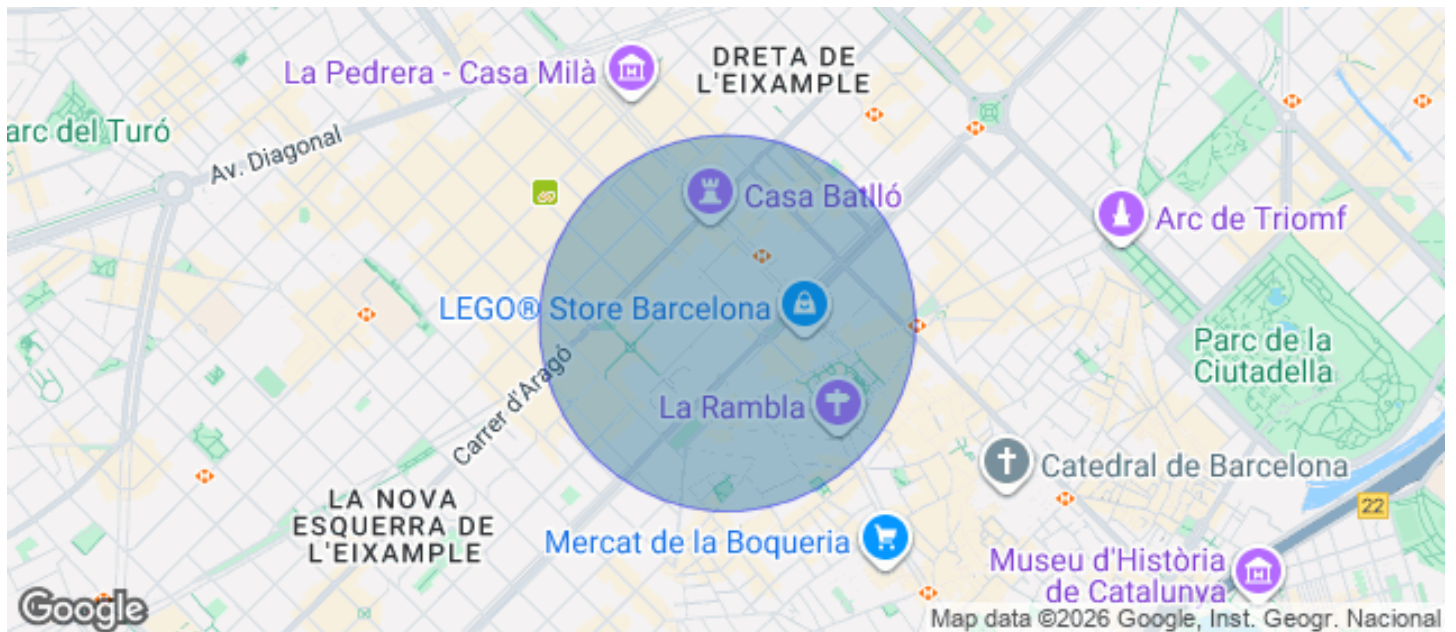 La Pedrera - Casa Milà
DRETA DE
L'EIXAMPLE
arc del Turó
Av. Diagonal
Casa Batlló
Arc de Triomf
LEGO® Store Barcelona
Parc de la
Ciutadella
Carrer d'Aragó
La Rambla
Catedral de Barcelona
LA NOVA
ESQUERRA DE
L'EIXAMPLE
22
Mercat de la Boqueria
Museu d'Història
de Catalunya
Google
Map data ©2026 Google, Inst. Geogr. Nacional